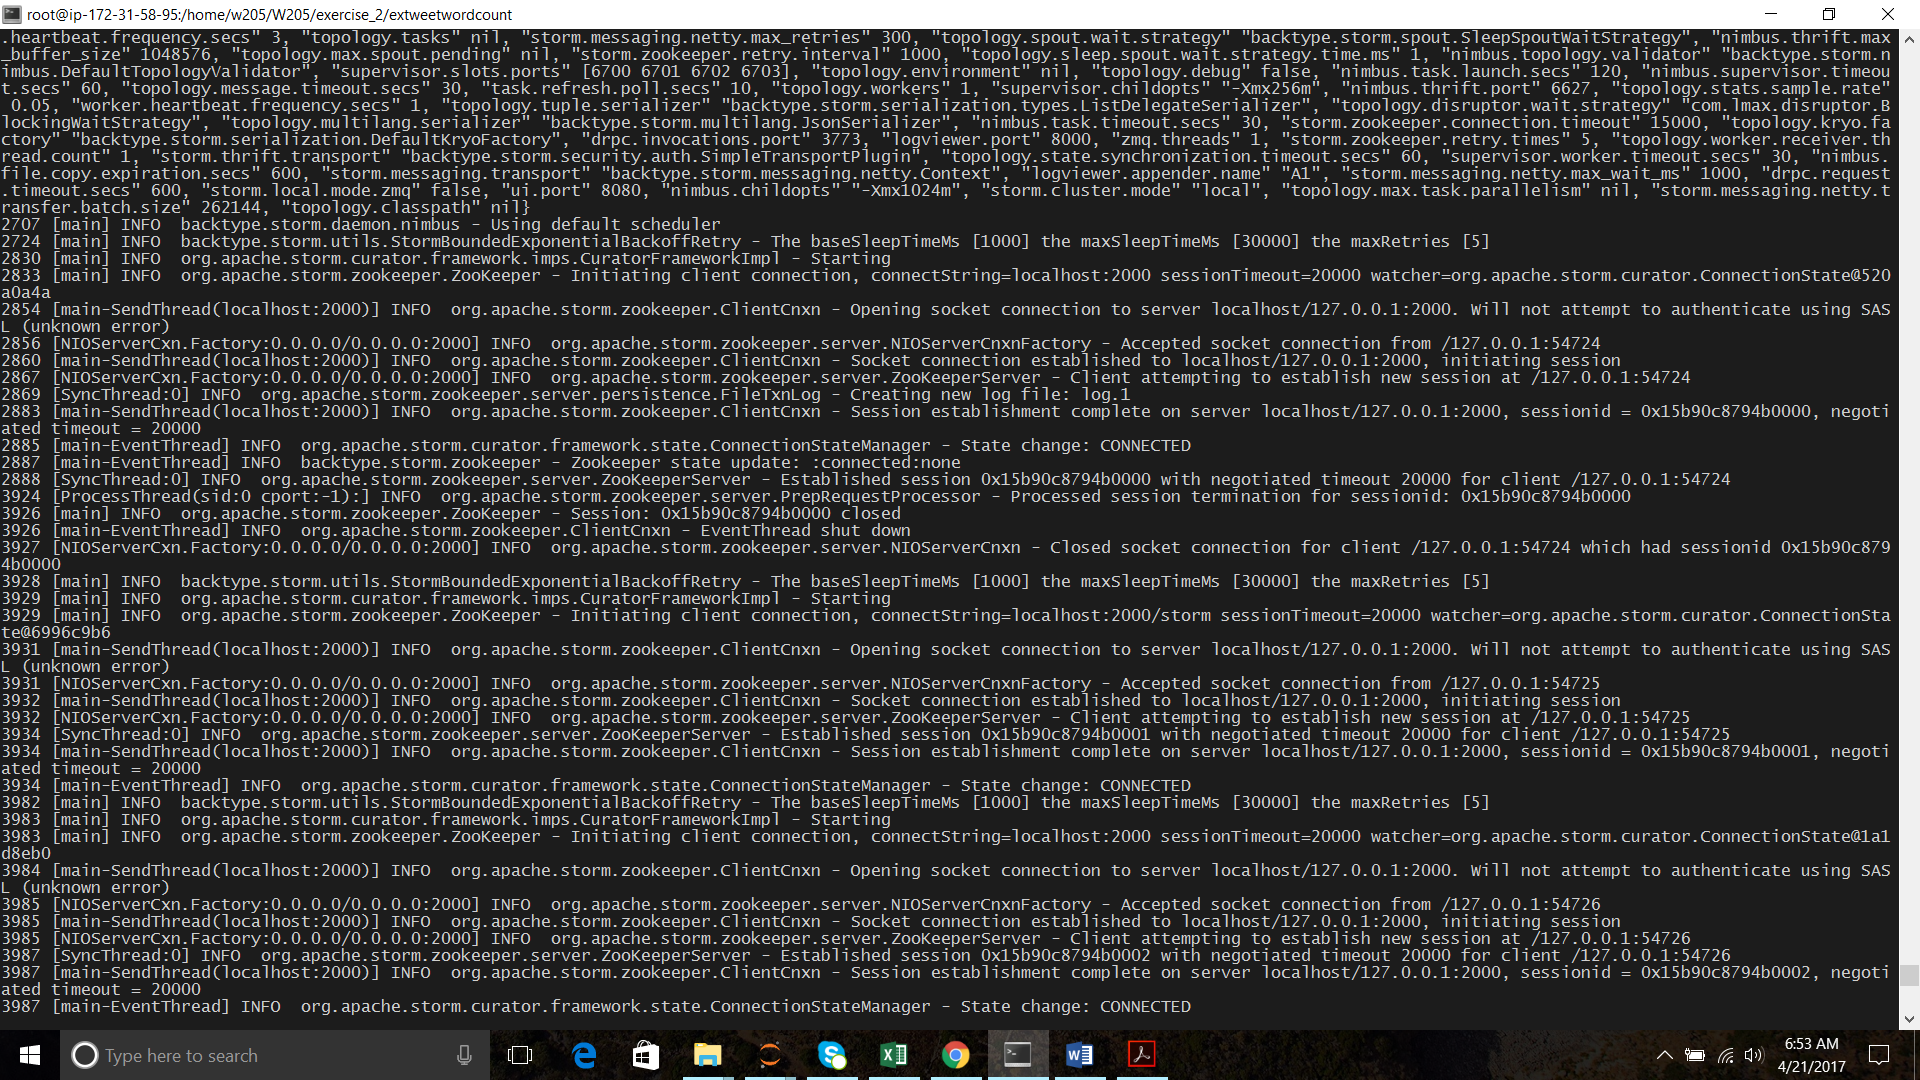 root@ip-172-31-58-95:/home/w205/W205/exercise_2/extweetwordcount
.heartbeat.frequency.secs" 3, "topology.tasks" nil, "storm.messaging.netty.max_retries" 300, "topology.spout.wait.strategy" "backtype.storm.spout.SleepSpoutWaitStrategy", "nimbus.thrift.max
_buffer_size" 1048576, "topology.max.spout.pending" nil, "storm.zookeeper.retry.interval" 1000, "topology.sleep.spout.wait.strategy.time.ms" 1, "nimbus.topology.validator" "backtype.storm.n
imbus.DefaultTopologyValidator", "supervisor.slots.ports" [6700 6701 6702 6703], "topology.environment" nil, "topology.debug" false, "nimbus.task.launch.secs" 120, "nimbus.supervisor.timeou
t.secs" 60, "topology.message.timeout.secs" 30, "task.refresh.poll.secs" 10, "topology.workers" 1, "supervisor.childopts" "-Xmx256m", "nimbus.thrift.port" 6627, "topology.stats.sample.rate"
 0.05, "worker.heartbeat.frequency.secs" 1, "topology.tuple.serializer" "backtype.storm.serialization.types.ListDelegateSerializer", "topology.disruptor.wait.strategy" "com.lmax.disruptor.B
lockingWaitStrategy", "topology.multilang.serializer" "backtype.storm.multilang.JsonSerializer", "nimbus.task.timeout.secs" 30, "storm.zookeeper.connection.timeout" 15000, "topology.kryo.fa
ctory" "backtype.storm.serialization.DefaultKryoFactory", "drpc.invocations.port" 3773, "logviewer.port" 8000, "zmq.threads" 1, "storm.zookeeper.retry.times" 5, "topology.worker.receiver.th
read.count" 1, "storm.thrift.transport" "backtype.storm.security.auth.SimpleTransportPlugin", "topology.state.synchronization.timeout.secs" 60, "supervisor.worker.timeout.secs" 30, "nimbus.
file.copy.expiration.secs" 600, "storm.messaging.transport" "backtype.storm.messaging.netty.Context", "logviewer.appender.name" "A1", "storm.messaging.netty.max_wait_ms" 1000, "drpc.request
.timeout.secs" 600, "storm.local.mode.zmq" false, "ui.port" 8080, "nimbus.childopts" "-Xmx1024m", "storm.cluster.mode" "local", "topology.max.task.parallelism" nil, "storm.messaging.netty.t
ransfer.batch.size" 262144, "topology.classpath" nil}
2707 [main] INFO  backtype.storm.daemon.nimbus - Using default scheduler
2724 [main] INFO  backtype.storm.utils.StormBoundedExponentialBackoffRetry - The baseSleepTimeMs [1000] the maxSleepTimeMs [30000] the maxRetries [5]
2830 [main] INFO  org.apache.storm.curator.framework.imps.CuratorFrameworkImpl - Starting
2833 [main] INFO  org.apache.storm.zookeeper.ZooKeeper - Initiating client connection, connectString=localhost:2000 sessionTimeout=20000 watcher=org.apache.storm.curator.ConnectionState@520
a0a4a
2854 [main-SendThread(localhost:2000)] INFO  org.apache.storm.zookeeper.ClientCnxn - Opening socket connection to server localhost/127.0.0.1:2000. Will not attempt to authenticate using SAS
L (unknown error)
2856 [NIOServerCxn.Factory:0.0.0.0/0.0.0.0:2000] INFO  org.apache.storm.zookeeper.server.NIOServerCnxnFactory - Accepted socket connection from /127.0.0.1:54724
2860 [main-SendThread(localhost:2000)] INFO  org.apache.storm.zookeeper.ClientCnxn - Socket connection established to localhost/127.0.0.1:2000, initiating session
2867 [NIOServerCxn.Factory:0.0.0.0/0.0.0.0:2000] INFO  org.apache.storm.zookeeper.server.ZooKeeperServer - Client attempting to establish new session at /127.0.0.1:54724
2869 [SyncThread:0] INFO  org.apache.storm.zookeeper.server.persistence.FileTxnLog - Creating new log file: log.1
2883 [main-SendThread(localhost:2000)] INFO  org.apache.storm.zookeeper.ClientCnxn - Session establishment complete on server localhost/127.0.0.1:2000, sessionid = 0x15b90c8794b0000, negoti
ated timeout = 20000
2885 [main-EventThread] INFO  org.apache.storm.curator.framework.state.ConnectionStateManager - State change: CONNECTED
2887 [main-EventThread] INFO  backtype.storm.zookeeper - Zookeeper state update: :connected:none
2888 [SyncThread:0] INFO  org.apache.storm.zookeeper.server.ZooKeeperServer - Established session 0x15b90c8794b0000 with negotiated timeout 20000 for client /127.0.0.1:54724
3924 [ProcessThread(sid:0 cport:-1):] INFO  org.apache.storm.zookeeper.server.PrepRequestProcessor - Processed session termination for sessionid: 0x15b90c8794b0000
3926 [main] INFO  org.apache.storm.zookeeper.ZooKeeper - Session: 0x15b90c8794b0000 closed
3926 [main-EventThread] INFO  org.apache.storm.zookeeper.ClientCnxn - EventThread shut down
3927 [NIOServerCxn.Factory:0.0.0.0/0.0.0.0:2000] INFO  org.apache.storm.zookeeper.server.NIOServerCnxn - Closed socket connection for client /127.0.0.1:54724 which had sessionid 0x15b90c879
4b0000
3928 [main] INFO  backtype.storm.utils.StormBoundedExponentialBackoffRetry - The baseSleepTimeMs [1000] the maxSleepTimeMs [30000] the maxRetries [5]
3929 [main] INFO  org.apache.storm.curator.framework.imps.CuratorFrameworkImpl - Starting
3929 [main] INFO  org.apache.storm.zookeeper.ZooKeeper - Initiating client connection, connectString=localhost:2000/storm sessionTimeout=20000 watcher=org.apache.storm.curator.ConnectionSta
te@6996c9b6
3931 [main-SendThread(localhost:2000)] INFO  org.apache.storm.zookeeper.ClientCnxn - Opening socket connection to server localhost/127.0.0.1:2000. Will not attempt to authenticate using SAS
L (unknown error)
3931 [NIOServerCxn.Factory:0.0.0.0/0.0.0.0:2000] INFO  org.apache.storm.zookeeper.server.NIOServerCnxnFactory - Accepted socket connection from /127.0.0.1:54725
3932 [main-SendThread(localhost:2000)] INFO  org.apache.storm.zookeeper.ClientCnxn - Socket connection established to localhost/127.0.0.1:2000, initiating session
3932 [NIOServerCxn.Factory:0.0.0.0/0.0.0.0:2000] INFO  org.apache.storm.zookeeper.server.ZooKeeperServer - Client attempting to establish new session at /127.0.0.1:54725
3934 [SyncThread:0] INFO  org.apache.storm.zookeeper.server.ZooKeeperServer - Established session 0x15b90c8794b0001 with negotiated timeout 20000 for client /127.0.0.1:54725
3934 [main-SendThread(localhost:2000)] INFO  org.apache.storm.zookeeper.ClientCnxn - Session establishment complete on server localhost/127.0.0.1:2000, sessionid = 0x15b90c8794b0001, negoti
ated timeout = 20000
3934 [main-EventThread] INFO  org.apache.storm.curator.framework.state.ConnectionStateManager - State change: CONNECTED
3982 [main] INFO  backtype.storm.utils.StormBoundedExponentialBackoffRetry - The baseSleepTimeMs [1000] the maxSleepTimeMs [30000] the maxRetries [5]
3983 [main] INFO  org.apache.storm.curator.framework.imps.CuratorFrameworkImpl - Starting
3983 [main] INFO  org.apache.storm.zookeeper.ZooKeeper - Initiating client connection, connectString=localhost:2000 sessionTimeout=20000 watcher=org.apache.storm.curator.ConnectionState@1a1
d8eb0
3984 [main-SendThread(localhost:2000)] INFO  org.apache.storm.zookeeper.ClientCnxn - Opening socket connection to server localhost/127.0.0.1:2000. Will not attempt to authenticate using SAS
L (unknown error)
3985 [NIOServerCxn.Factory:0.0.0.0/0.0.0.0:2000] INFO  org.apache.storm.zookeeper.server.NIOServerCnxnFactory - Accepted socket connection from /127.0.0.1:54726
3985 [main-SendThread(localhost:2000)] INFO  org.apache.storm.zookeeper.ClientCnxn - Socket connection established to localhost/127.0.0.1:2000, initiating session
3985 [NIOServerCxn.Factory:0.0.0.0/0.0.0.0:2000] INFO  org.apache.storm.zookeeper.server.ZooKeeperServer - Client attempting to establish new session at /127.0.0.1:54726
3987 [SyncThread:0] INFO  org.apache.storm.zookeeper.server.ZooKeeperServer - Established session 0x15b90c8794b0002 with negotiated timeout 20000 for client /127.0.0.1:54726
3987 [main-SendThread(localhost:2000)] INFO  org.apache.storm.zookeeper.ClientCnxn - Session establishment complete on server localhost/127.0.0.1:2000, sessionid = 0x15b90c8794b0002, negoti
ated timeout = 20000
3987 [main-EventThread] INFO  org.apache.storm.curator.framework.state.ConnectionStateManager - State change: CONNECTED
Type here to search
6:53 AM
4/21/2017